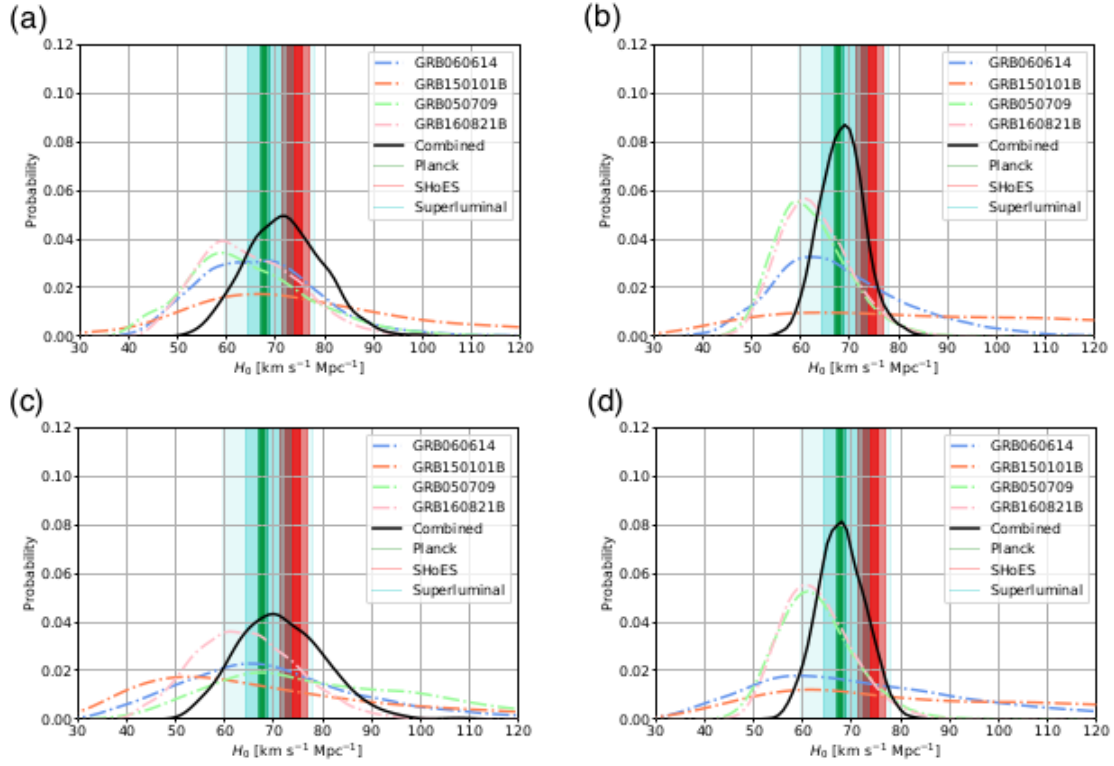 (a)
(b)
0.12
0.10
0.08
0.06
0.04
0.02
0.00
Probability
GRB060614
GRB150101B
GRB050709
GRB160821B
Combined
Planck
SHoES
Superluminal
30 40 50 60 70 80 90 100 110 120
H₀ [km s⁻¹ Mpc⁻¹]
0.12
0.10
0.08
0.06
0.04
0.02
0.00
Probability
GRB060614
GRB150101B
GRB050709
GRB160821B
Combined
Planck
SHoES
Superluminal
30 40 50 60 70 80 90 100 110 120
H₀ [km s⁻¹ Mpc⁻¹]
(c)
(d)
0.12
0.10
0.08
0.06
0.04
0.02
0.00
Probability
GRB060614
GRB150101B
GRB050709
GRB160821B
Combined
Planck
SHoES
Superluminal
30 40 50 60 70 80 90 100 110 120
H₀ [km s⁻¹ Mpc⁻¹]
0.12
0.10
0.08
0.06
0.04
0.02
0.00
Probability
GRB060614
GRB150101B
GRB050709
GRB160821B
Combined
Planck
SHoES
Superluminal
30 40 50 60 70 80 90 100 110 120
H₀ [km s⁻¹ Mpc⁻¹]